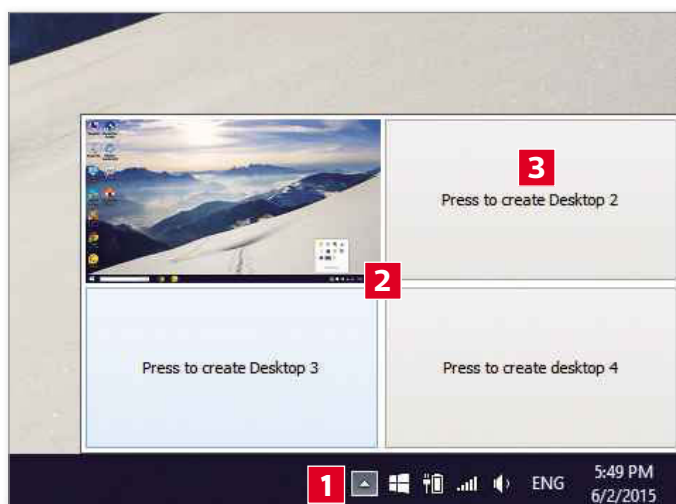 3
Press to create Desktop 2
2
Press to create Desktop 3
Press to create desktop 4
1
ENG
5:49 PM
6/2/2015